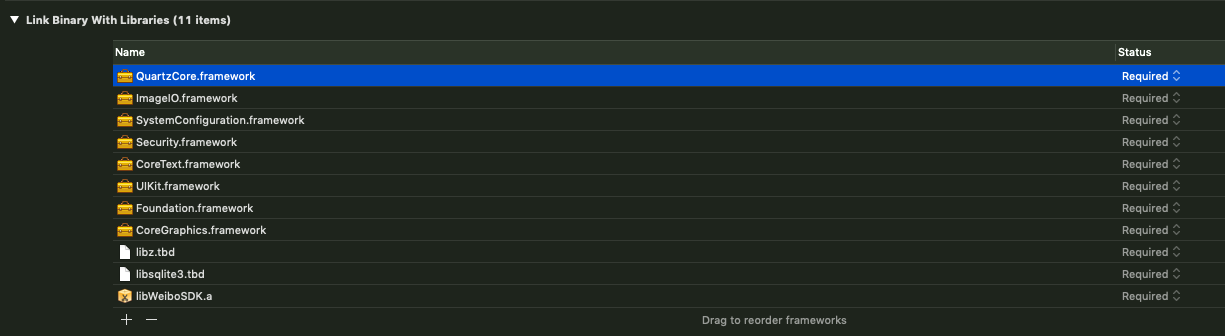 Link Binary With Libraries (11 items)
Name Status
QuartzCore.framework Required
ImageIO.framework Required
SystemConfiguration.framework Required
Security.framework Required
CoreText.framework Required
UIKit.framework Required
Foundation.framework Required
CoreGraphics.framework Required
libz.tbd Required
libsqlite3.tbd Required
libWeiboSDK.a Required
Drag to reorder frameworks